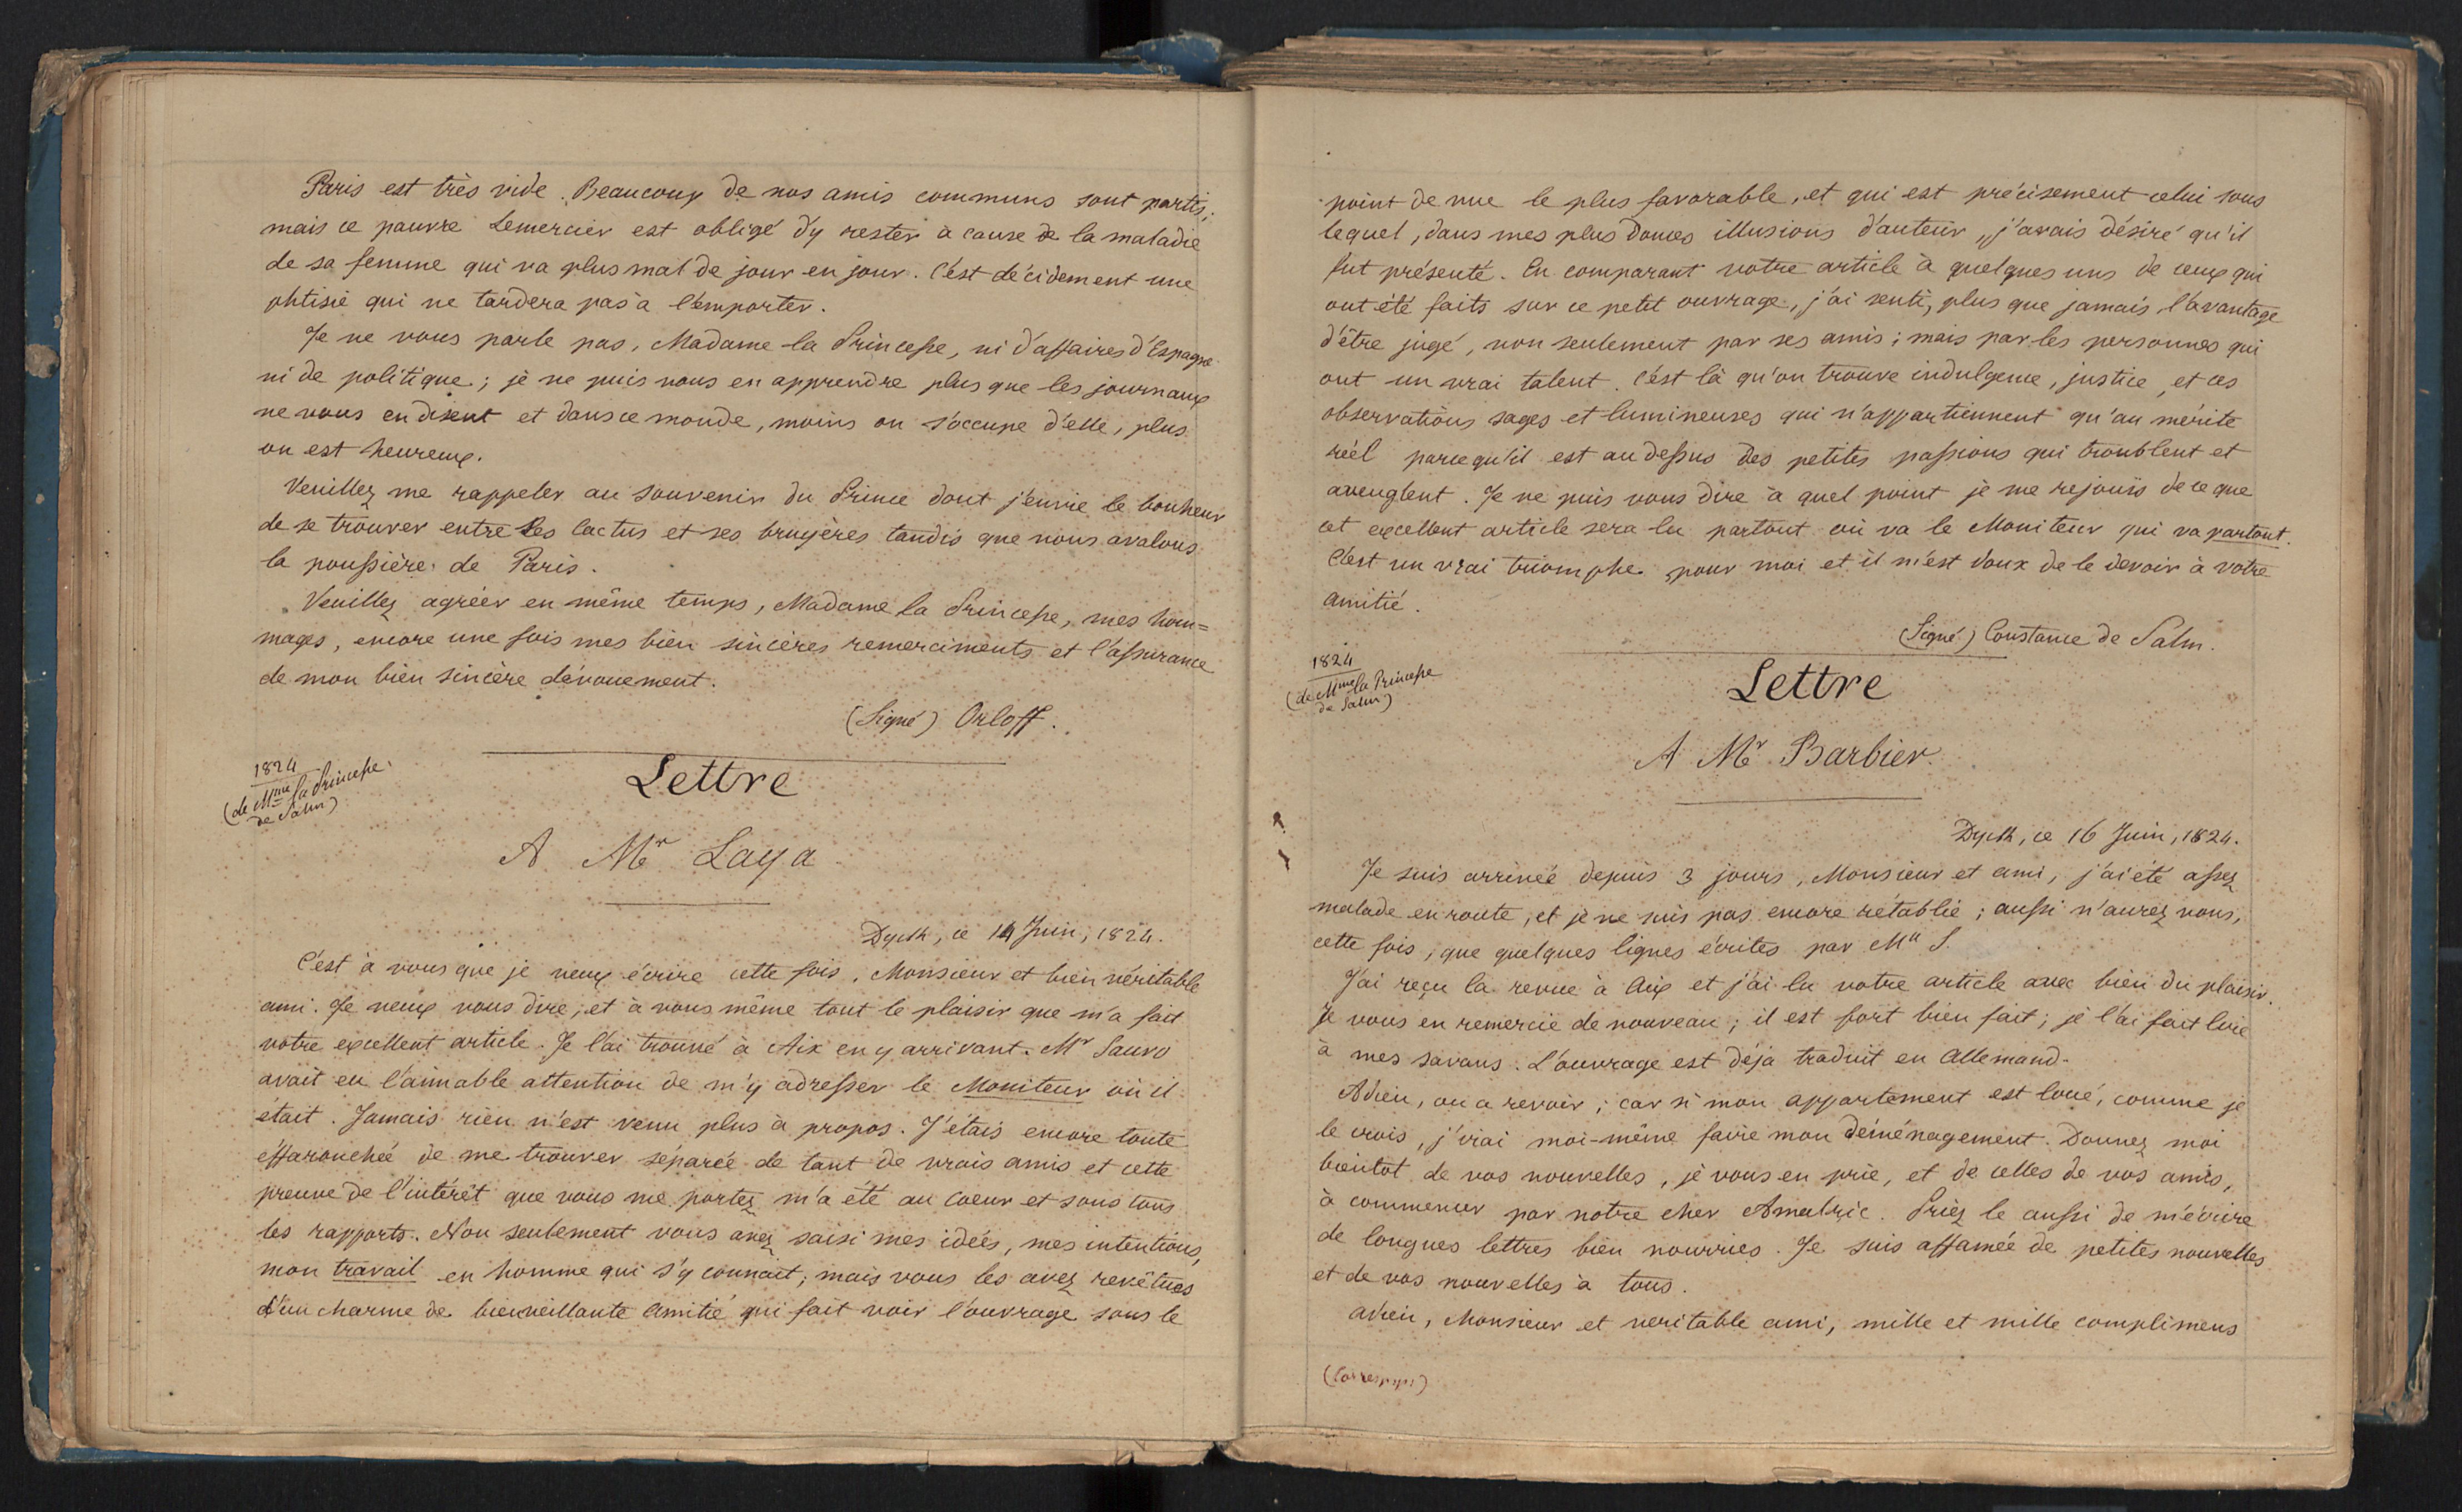 Paris est très vide. Beaucoup de nos amis communs sont partis;
mais ce pauvre Lemercier est obligé d'y rester à cause de la maladie
de sa femme qui va plus mal de jour en jour. C'est décidement une
phtisie qui ne tardera pas a l'emporter.
Je ne vous parle pas, Madame la Princesse, ni d'affaires d'Espagne
ni de politique; je ne puis vous en apprendre plus que les journaux
ne vous en disent et dans ce monde, moins on s'occupe d'elle, plus
on est heureux.
Veuillez me rappeler au souvenir du Prince dont j'envie le bonheur
de se trouver entre ses cactus et ses bruyères tandis que nous avalons
la poussière de Paris.
Veuillez agréer en même temps, Madame la Princesse, mes hom=
mages, encore une fois mes bien sincères remerciments et l'assurance
de mon bien sincère dévouement.
(Signé) Orloff.
1824
(de Mme la Princesse
de Salm)
Lettre
A Mr Laya
Dyck, ce 14 Juin, 1824.
C'est à vous que je veux écrire cette fois, Monsieur et bien véritable
ami. Je veux vous dire, et à vous même tout le plaisir que m'a fait
votre excellent article. Je l'ai trouvé à Aix en y arrivant. Mr Sauvo
avait eu l'aimable attention de m'y adresser le Moniteur où il
était. Jamais rien n'est venu plus à propos. J'étais encore toute
effarouchée de me trouver séparée de tant de vrais amis et cette
preuve de l'intérêt que vous me portez m'a été au coeur et sous tous
les rapports. Non seulement vous avez saisi mes idées, mes intentions,
mon travail en homme qui s'y connait; mais vous les avez revêtues
d'un charme de bienveillante amitié qui fait voir l'ouvrage sous le
point de vue le plus favorable, et qui est précisement celui sous
lequel, dans mes plus douces illusions d'auteur, j'avais désiré qu'il
fut présenté. En comparant votre article à quelques uns de ceux qui
ont été faits sur ce petit ouvrage, j'ai senti, plus que jamais l'avantage
d'être jugé, non seulement par ses amis; mais par les personnes qui
ont un vrai talent. C'est là qu'on trouve indulgence, justice, et ces
observations sages et lumineuses qui n'appartiennent qu'au mérite
réel parcequ'il est au dessus des petites passions qui troublent et
aveuglent. Je ne puis vous dire à quel point je me rejouis de ce que
cet excellent article sera lu partout où va le Moniteur qui va partout.
C'est un vrai triomphe pour moi et il m'est doux de le devoir à votre
amitié.
(Signé) Constance de Salm.
1824
(de Mme la Princesse
de Salm)
Lettre
A Mr Barbier
Dyck, ce 16 Juin, 1824.
Je suis arrivée depuis 3 jours, Monsieur et ami, j'ai été assez
malade en route, et je ne suis pas encore rétablie; aussi n'aurez vous,
cette fois, que quelques lignes écrites par Mll S.
J'ai reçu la revue à Aix et j'ai lu votre article avec bien du plaisir.
Je vous en remercie de nouveau; il est fort bien fait; je l'ai fait lire
à mes savans. L'ouvrage est déja traduit en Allemand.
Adieu, ou a revoir; car si mon appartement est loué, comme je
le crois, j'irai moi-même faire mon déménagement. Donnez moi
bientot de vos nouvelles, je vous en prie, et de celles de vos amis,
à commencer par notre cher Amalric. Priez le aussi de m'écrire
de longues lettres bien nourries. Je suis affamée de petites nouvelles
et de vos nouvelles à tous.
adieu, Monsieur et veritable ami, mille et mille complimens